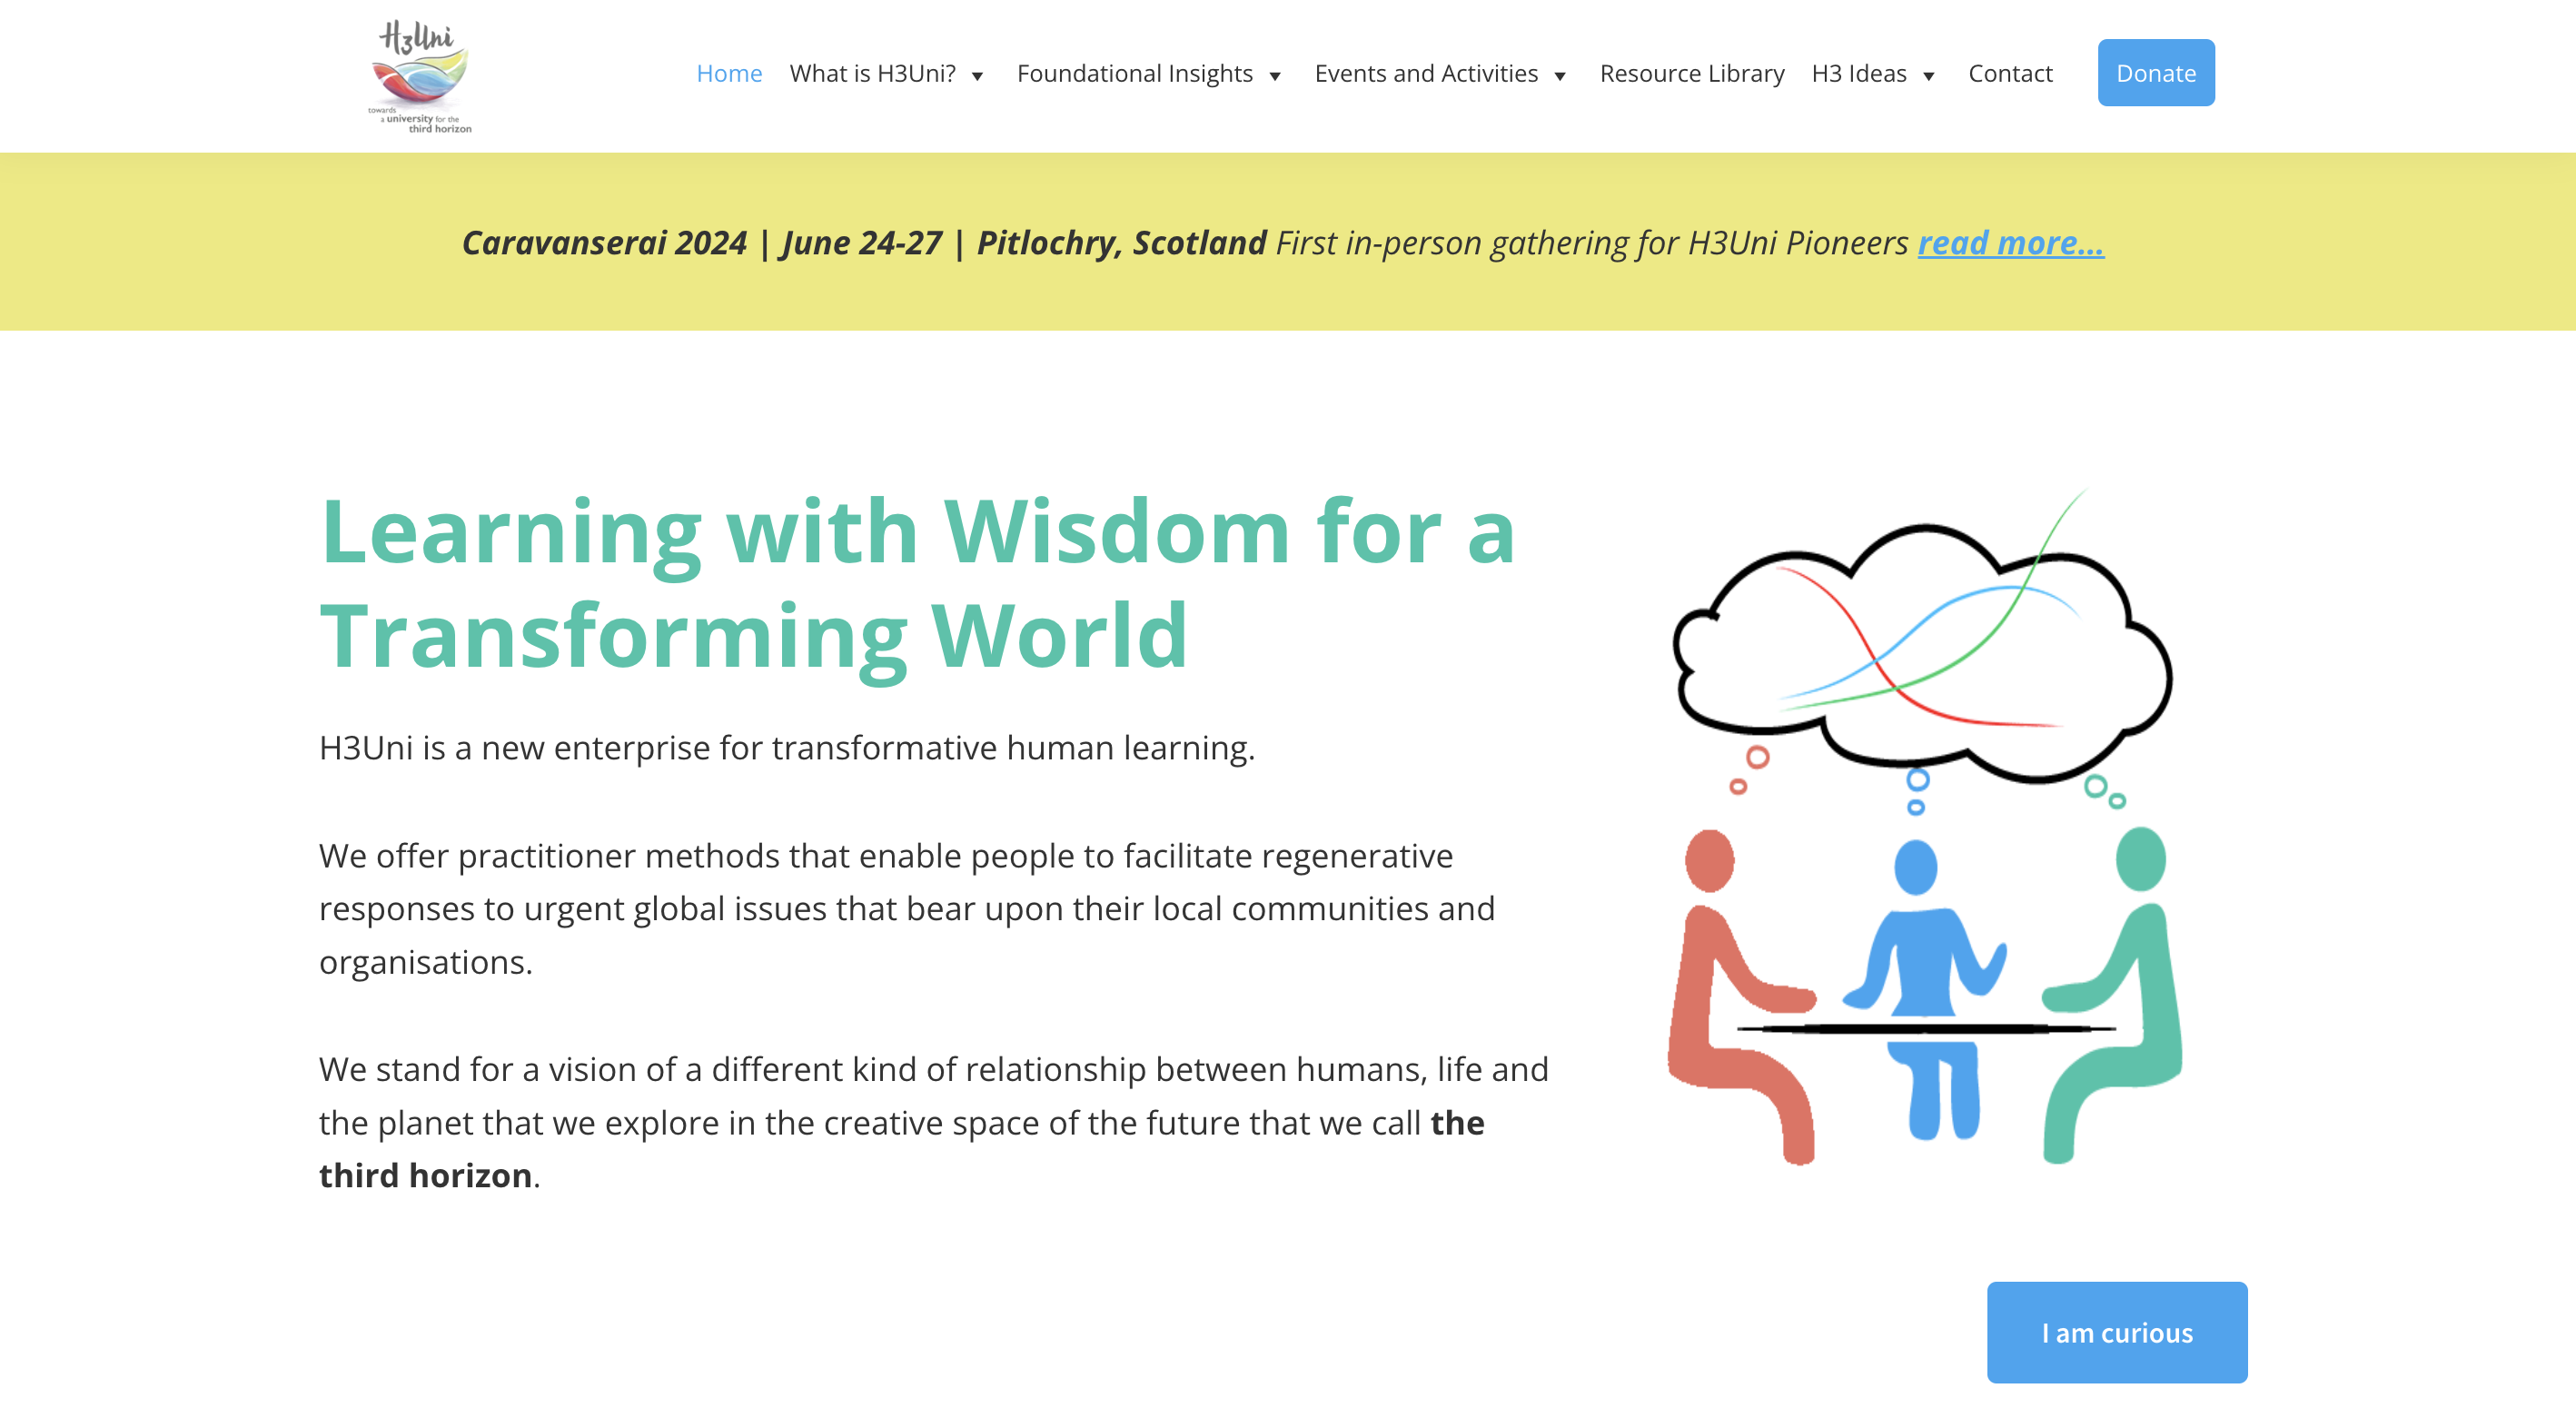 H3Uni
towards
a university for the
third horizon
Home What is H3Uni? Foundational Insights Events and Activities Resource Library H3 Ideas Contact Donate
Caravanserai 2024 | June 24-27 | Pitlochry, Scotland First in-person gathering for H3Uni Pioneers read more...
Learning with Wisdom for a
Transforming World
H3Uni is a new enterprise for transformative human learning.
We offer practitioner methods that enable people to facilitate regenerative
responses to urgent global issues that bear upon their local communities and
organisations.
We stand for a vision of a different kind of relationship between humans, life and
the planet that we explore in the creative space of the future that we call the
third horizon.
I am curious